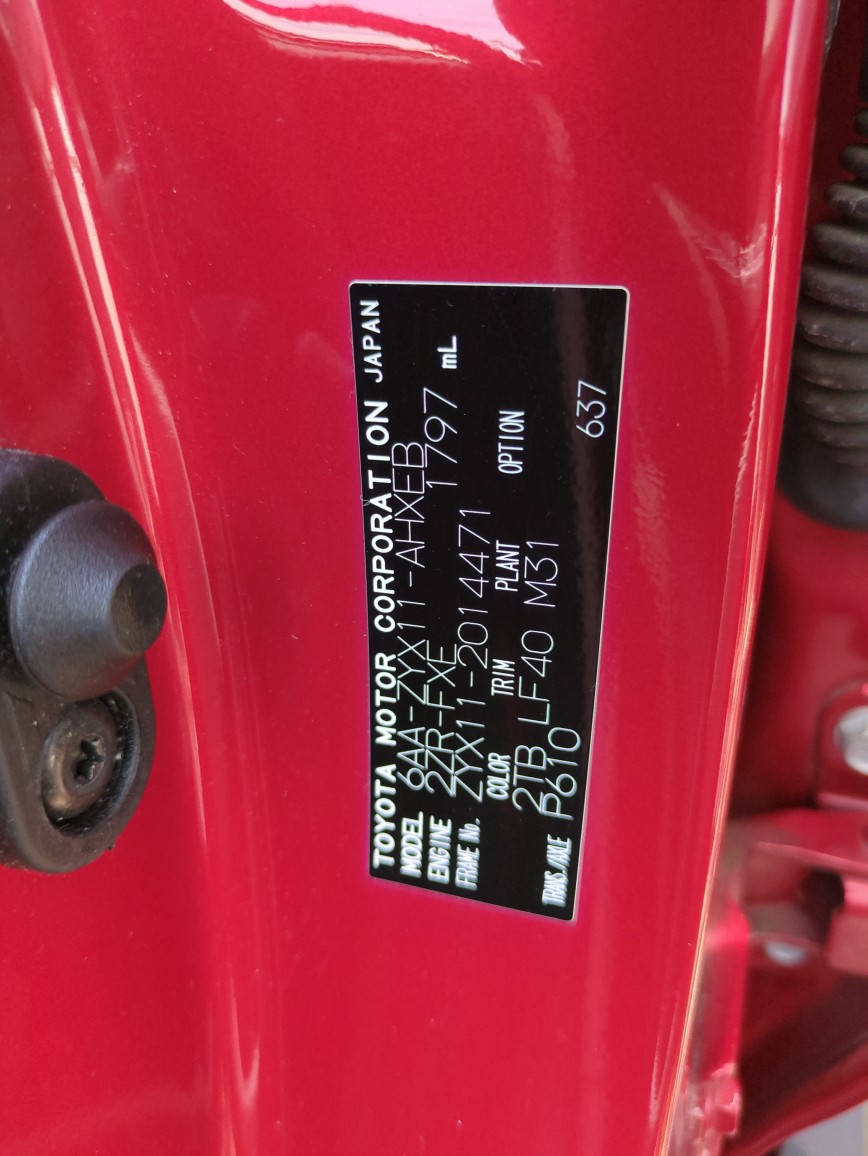 TOYOTA MOTOR CORPORATION JAPAN
MODEL 6AA-ZYX11-AHXEB
ENGINE 2ZR-FXE 1797 mL
FRAME No. ZYX11-2014471
COLOR TRIM PLANT OPTION
2TB LF40 M31
TRANS./AXLE P610 637